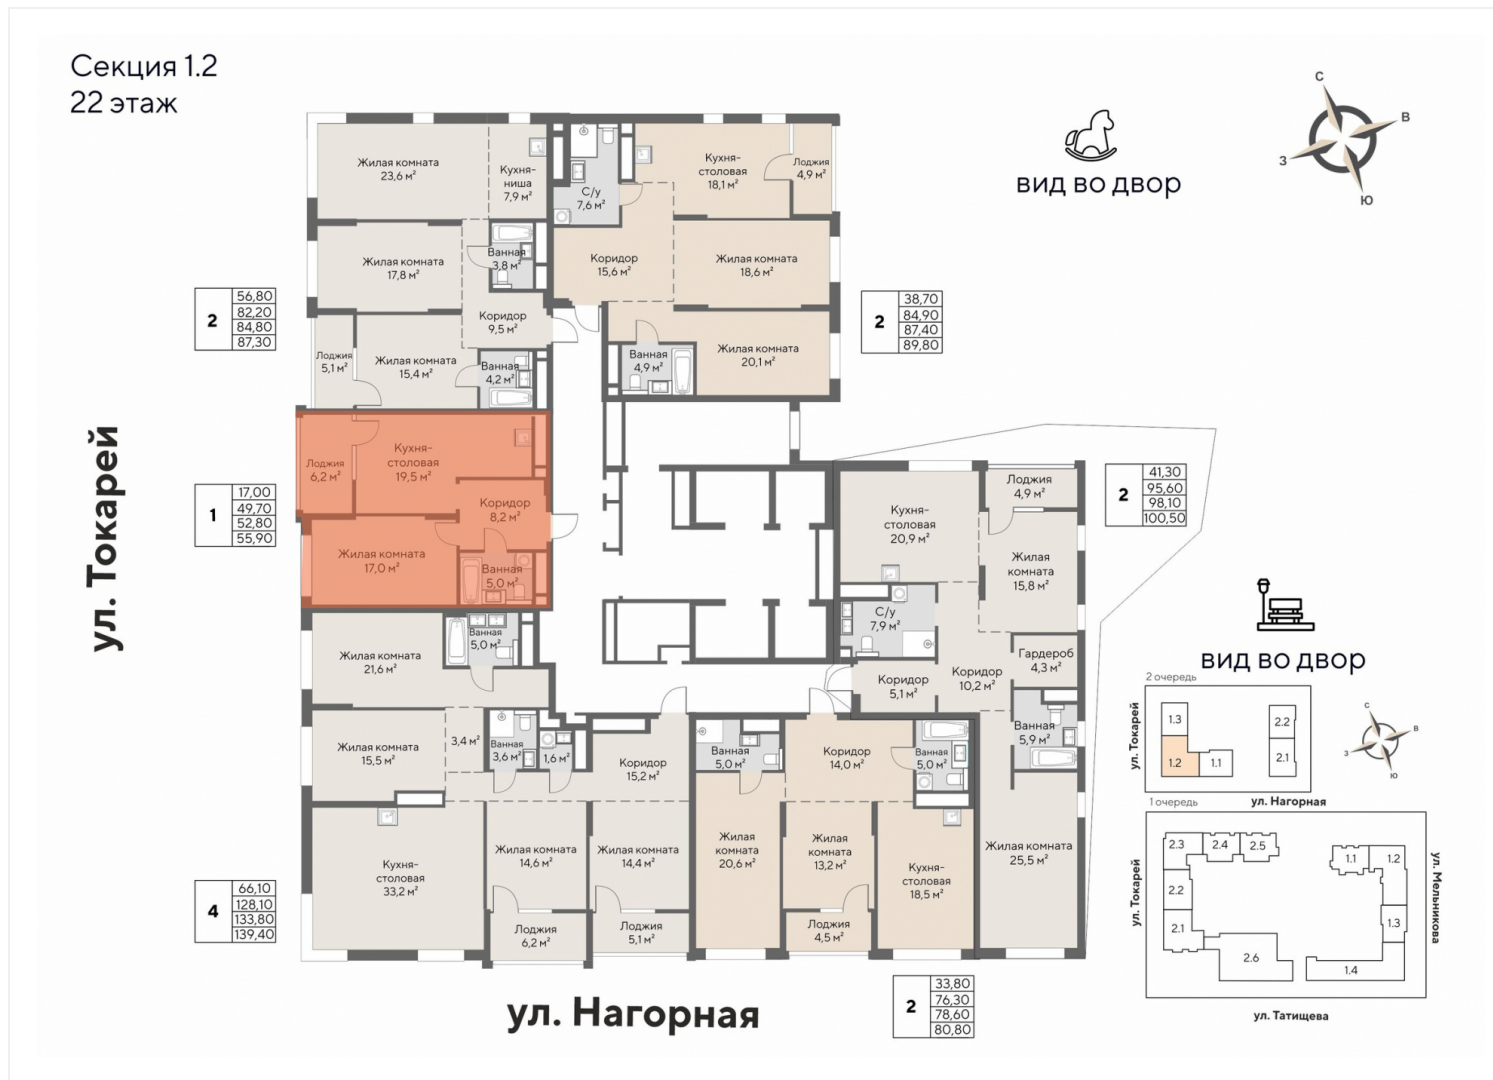 Секция 1.2
22 этаж
С
В
З
Ю
вид во двор
Жилая комната
23,6 м²
Кухня-
ниша
7,9 м²
С/у
7,6 м²
Кухня-
столовая
18,1 м²
Лоджия
4,9 м²
Жилая комната
17,8 м²
Ванная
3,8 м²
Коридор
15,6 м²
Жилая комната
18,6 м²
2
56,80
82,20
84,80
87,30
Коридор
9,5 м²
2
38,70
84,90
87,40
89,80
Лоджия
5,1 м²
Жилая комната
15,4 м²
Ванная
4,2 м²
Ванная
4,9 м²
Жилая комната
20,1 м²
ул. Токарей
Лоджия
6,2 м²
Кухня-
столовая
19,5 м²
1
17,00
49,70
52,80
55,90
Коридор
8,2 м²
Жилая комната
17,0 м²
Ванная
5,0 м²
Кухня-
столовая
20,9 м²
Лоджия
4,9 м²
2
41,30
95,60
98,10
100,50
Жилая
комната
15,8 м²
С/у
7,9 м²
Гардероб
4,3 м²
Коридор
5,1 м²
Коридор
10,2 м²
Ванная
5,9 м²
Жилая комната
25,5 м²
вид во двор
Жилая комната
21,6 м²
Ванная
5,0 м²
Жилая комната
15,5 м²
3,4 м²
Ванная
3,6 м²
1,6 м²
Коридор
15,2 м²
Ванная
5,0 м²
Коридор
14,0 м²
Ванная
5,0 м²
Кухня-
столовая
33,2 м²
Жилая комната
14,6 м²
Жилая комната
14,4 м²
Жилая
комната
20,6 м²
Жилая
комната
13,2 м²
Кухня-
столовая
18,5 м²
4
66,10
128,10
133,80
139,40
Лоджия
6,2 м²
Лоджия
5,1 м²
Лоджия
4,5 м²
2
33,80
76,30
78,60
80,80
ул. Нагорная
2 очередь
ул. Токарей
1.3
1.2
1.1
2.2
2.1
С
В
З
Ю
ул. Нагорная
1 очередь
ул. Токарей
2.3
2.4
2.5
2.2
2.1
2.6
1.1
1.2
1.3
1.4
ул. Мельникова
ул. Татищева